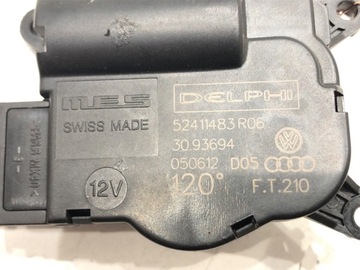 MES
SWISS MADE
12V
DELPHI
52411483 R06
30.93694
050612 D05
120° F.T.210